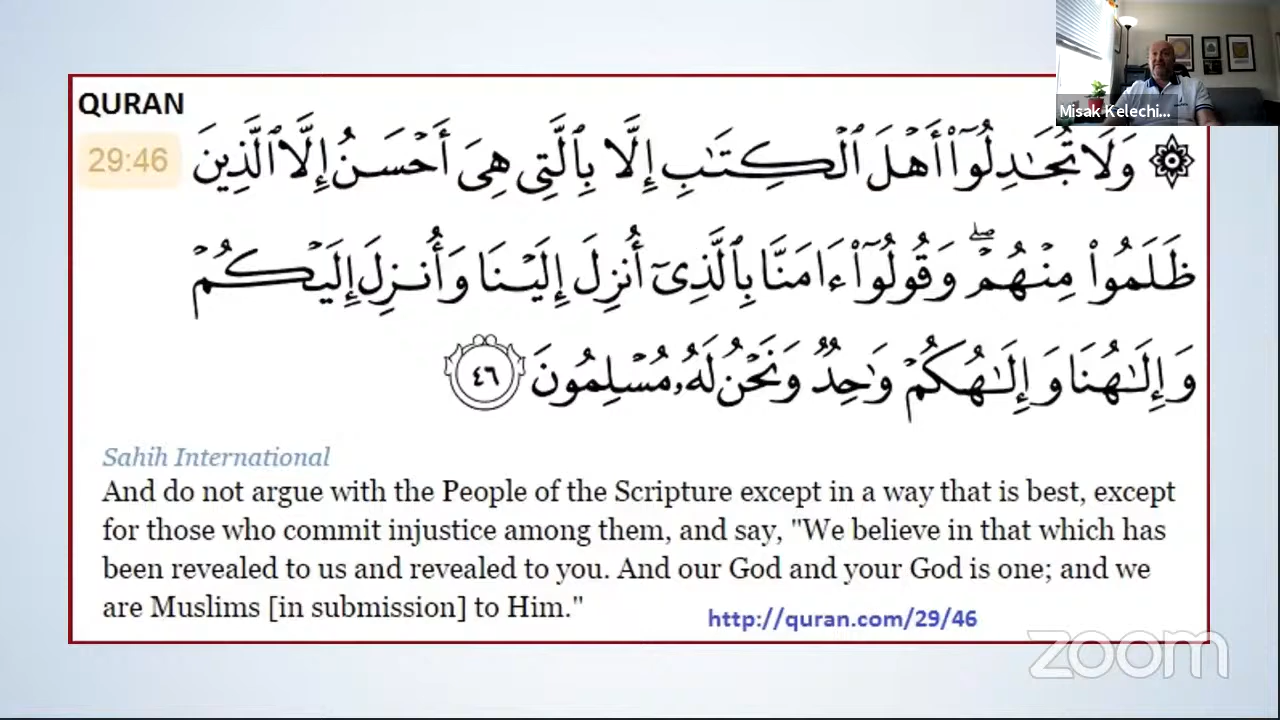 QURAN
29:46
۞ وَلَا تُجَـٰدِلُوٓا۟ أَهْلَ ٱلْكِتَـٰبِ إِلَّا بِٱلَّتِى هِىَ أَحْسَنُ إِلَّا ٱلَّذِينَ
ظَلَمُوا۟ مِنْهُمْ ۖ وَقُولُوٓا۟ ءَامَنَّا بِٱلَّذِىٓ أُنزِلَ إِلَيْنَا وَأُنزِلَ إِلَيْكُمْ
وَإِلَـٰهُنَا وَإِلَـٰهُكُمْ وَٰحِدٌ وَنَحْنُ لَهُۥ مُسْلِمُونَ ٤٦
Sahih International
And do not argue with the People of the Scripture except in a way that is best, except
for those who commit injustice among them, and say, "We believe in that which has
been revealed to us and revealed to you. And our God and your God is one; and we
are Muslims [in submission] to Him."
http://quran.com/29/46
Misak Kelechi...
zoom